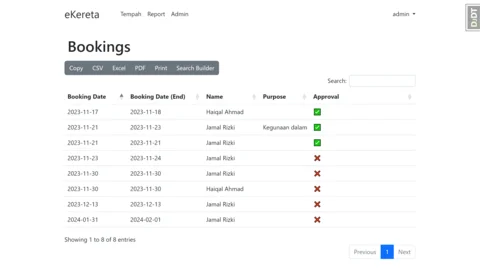 eKereta Tempah Report Admin admin
DjDT
Bookings
Copy CSV Excel PDF Print Search Builder
Search:
Booking Date Booking Date (End) Name Purpose Approval
2023-11-17 2023-11-18 Haiqal Ahmad
2023-11-21 2023-11-23 Jamal Rizki Kegunaan dalam
2023-11-21 2023-11-21 Jamal Rizki
2023-11-23 2023-11-24 Jamal Rizki
2023-11-30 2023-11-30 Jamal Rizki
2023-11-30 2023-11-30 Haiqal Ahmad
2023-12-13 2023-12-13 Jamal Rizki
2024-01-31 2024-02-01 Jamal Rizki
Showing 1 to 8 of 8 entries
Previous 1 Next